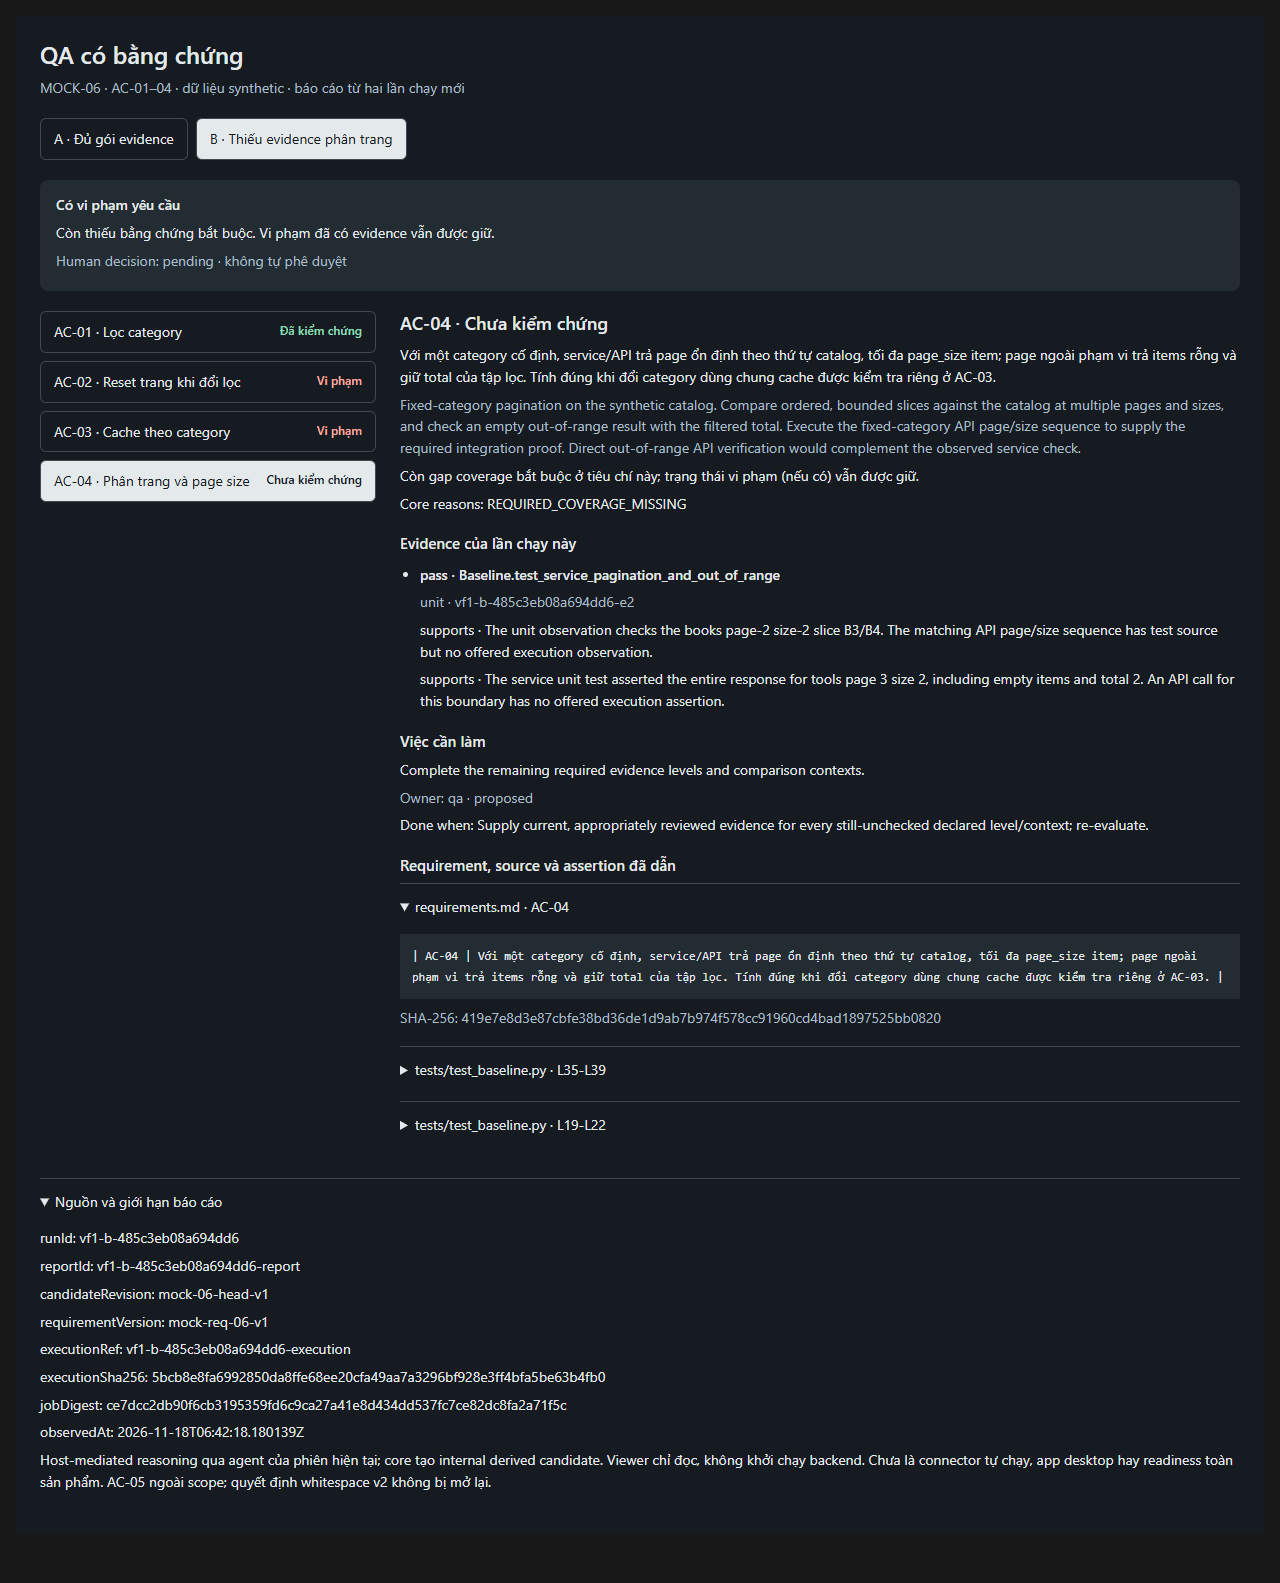 QA có bằng chứng
MOCK-06 · AC-01–04 · dữ liệu synthetic · báo cáo từ hai lần chạy mới
A · Đủ gói evidence
B · Thiếu evidence phân trang
Có vi phạm yêu cầu
Còn thiếu bằng chứng bắt buộc. Vi phạm đã có evidence vẫn được giữ.
Human decision: pending · không tự phê duyệt
AC-01 · Lọc category
Đã kiểm chứng
AC-02 · Reset trang khi đổi lọc
Vi phạm
AC-03 · Cache theo category
Vi phạm
AC-04 · Phân trang và page size
Chưa kiểm chứng
AC-04 · Chưa kiểm chứng
Với một category cố định, service/API trả page ổn định theo thứ tự catalog, tối đa page_size item; page ngoài phạm vi trả items rỗng và
giữ total của tập lọc. Tính đúng khi đổi category dùng chung cache được kiểm tra riêng ở AC-03.
Fixed-category pagination on the synthetic catalog. Compare ordered, bounded slices against the catalog at multiple pages and sizes,
and check an empty out-of-range result with the filtered total. Execute the fixed-category API page/size sequence to supply the
required integration proof. Direct out-of-range API verification would complement the observed service check.
Còn gap coverage bắt buộc ở tiêu chí này; trạng thái vi phạm (nếu có) vẫn được giữ.
Core reasons: REQUIRED_COVERAGE_MISSING
Evidence của lần chạy này
• pass · Baseline.test_service_pagination_and_out_of_range
unit · vf1-b-485c3eb08a694dd6-e2
supports · The unit observation checks the books page-2 size-2 slice B3/B4. The matching API page/size sequence has test source
but no offered execution observation.
supports · The service unit test asserted the entire response for tools page 3 size 2, including empty items and total 2. An API call for
this boundary has no offered execution assertion.
Việc cần làm
Complete the remaining required evidence levels and comparison contexts.
Owner: qa · proposed
Done when: Supply current, appropriately reviewed evidence for every still-unchecked declared level/context; re-evaluate.
Requirement, source và assertion đã dẫn
▼ requirements.md · AC-04
| AC-04 | Với một category cố định, service/API trả page ổn định theo thứ tự catalog, tối đa page_size item; page ngoài
phạm vi trả items rỗng và giữ total của tập lọc. Tính đúng khi đổi category dùng chung cache được kiểm tra riêng ở AC-03. |
SHA-256: 419e7e8d3e87cbfe38bd36de1d9ab7b974f578cc91960cd4bad1897525bb0820
▶ tests/test_baseline.py · L35-L39
▶ tests/test_baseline.py · L19-L22
▼ Nguồn và giới hạn báo cáo
runId: vf1-b-485c3eb08a694dd6
reportId: vf1-b-485c3eb08a694dd6-report
candidateRevision: mock-06-head-v1
requirementVersion: mock-req-06-v1
executionRef: vf1-b-485c3eb08a694dd6-execution
executionSha256: 5bcb8e8fa6992850da8ffe68ee20cfa49aa7a3296bf928e3ff4bfa5be63b4fb0
jobDigest: ce7dcc2db90f6cb3195359fd6c9ca27a41e8d434dd537fc7ce82dc8fa2a71f5c
observedAt: 2026-11-18T06:42:18.180139Z
Host-mediated reasoning qua agent của phiên hiện tại; core tạo internal derived candidate. Viewer chỉ đọc, không khởi chạy backend. Chưa là connector tự chạy, app desktop hay readiness toàn
sản phẩm. AC-05 ngoài scope; quyết định whitespace v2 không bị mở lại.